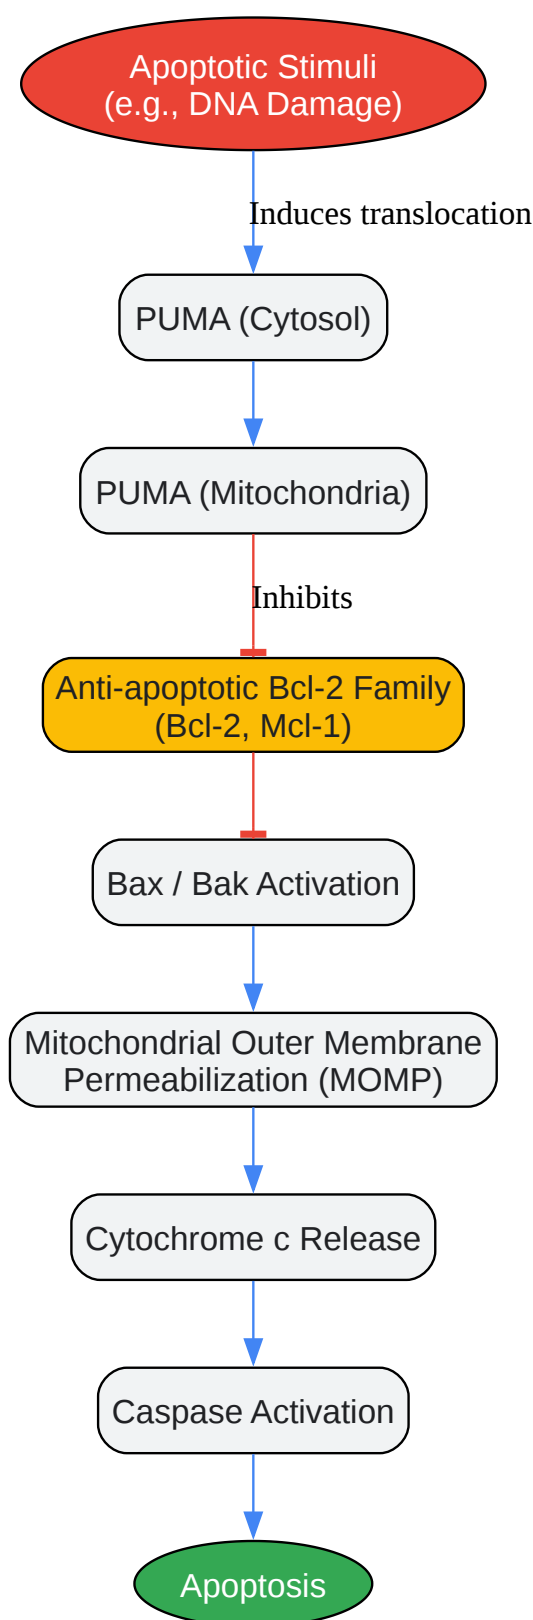 Apoptotic Stimuli
(e.g., DNA Damage)
Induces translocation
PUMA (Cytosol)
PUMA (Mitochondria)
Inhibits
Anti-apoptotic Bcl-2 Family
(Bcl-2, Mcl-1)
Bax / Bak Activation
Mitochondrial Outer Membrane
Permeabilization (MOMP)
Cytochrome c Release
Caspase Activation
Apoptosis